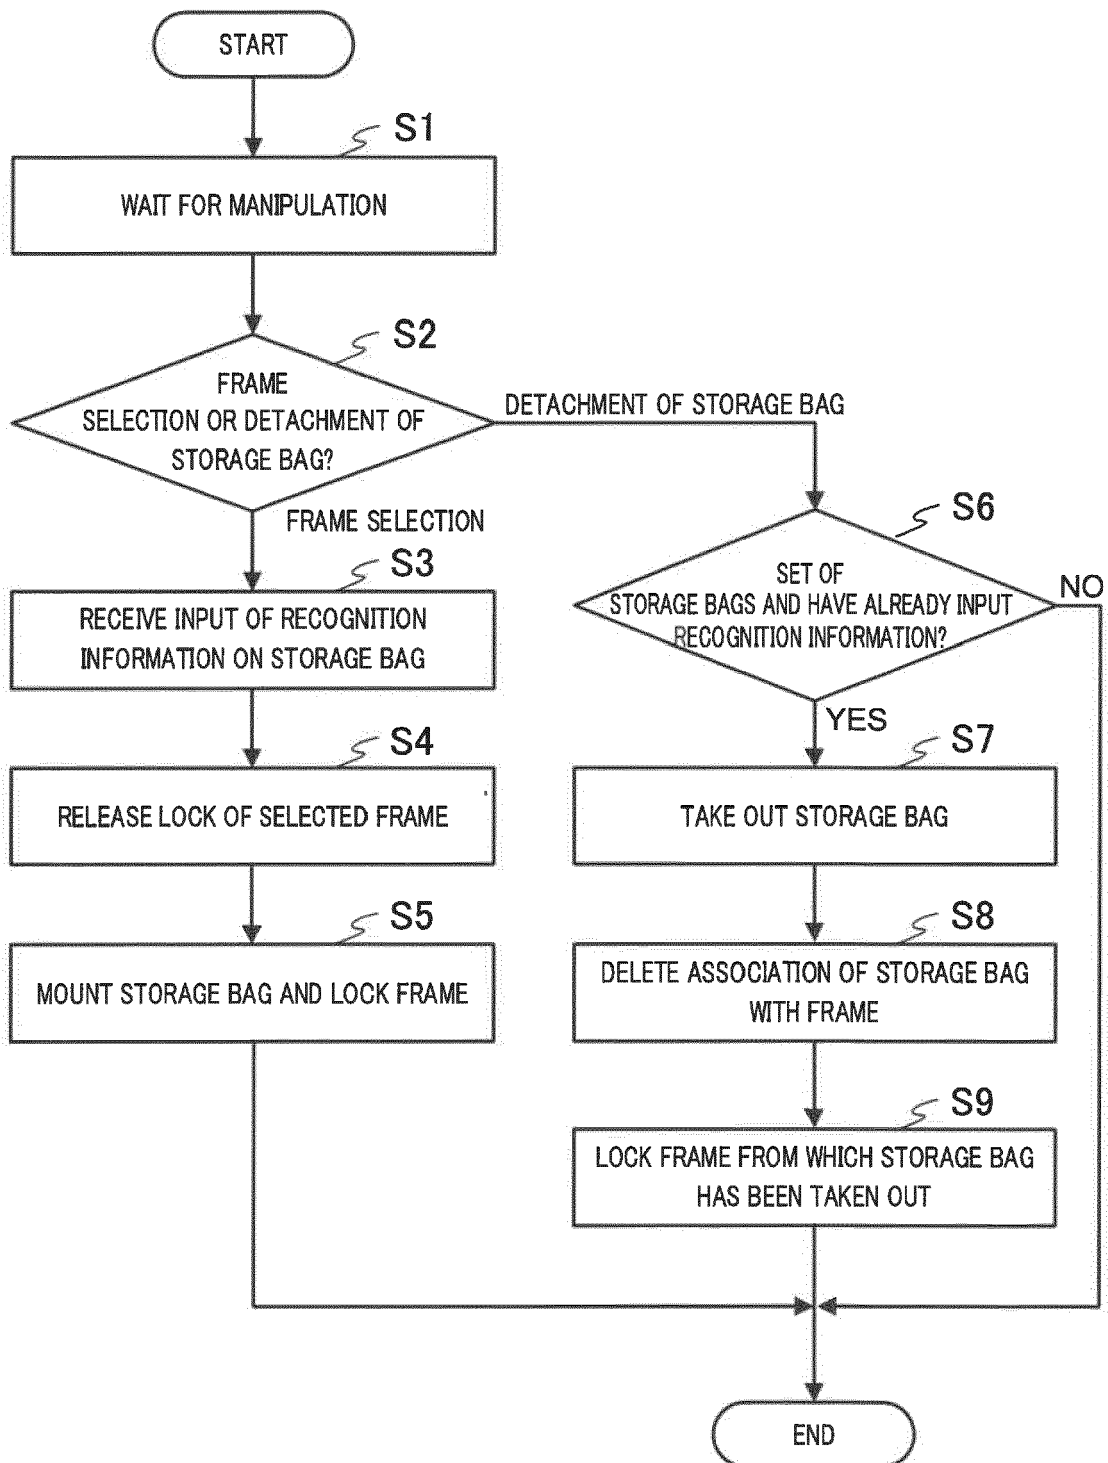 START
S1
WAIT FOR MANIPULATION
S2
FRAME
SELECTION OR DETACHMENT OF
STORAGE BAG?
DETACHMENT OF STORAGE BAG
FRAME SELECTION
S3
RECEIVE INPUT OF RECOGNITION
INFORMATION ON STORAGE BAG
S4
RELEASE LOCK OF SELECTED FRAME
S5
MOUNT STORAGE BAG AND LOCK FRAME
S6
SET OF
STORAGE BAGS AND HAVE ALREADY INPUT
RECOGNITION INFORMATION?
NO
YES
S7
TAKE OUT STORAGE BAG
S8
DELETE ASSOCIATION OF STORAGE BAG
WITH FRAME
S9
LOCK FRAME FROM WHICH STORAGE BAG
HAS BEEN TAKEN OUT
END